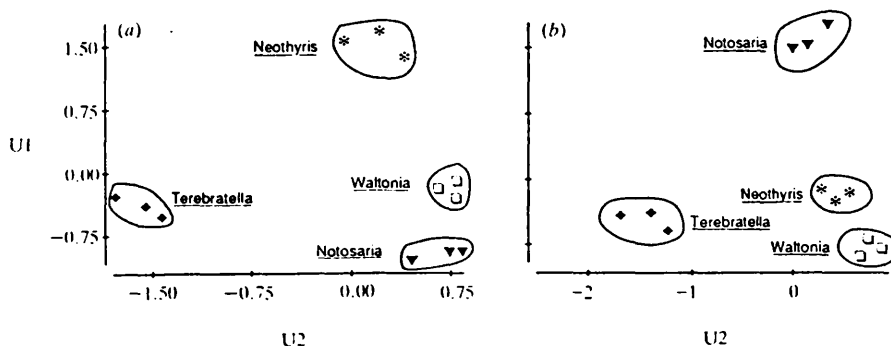 (a)
1.50
0.75
0.00
−0.75
U1
Neothyris
Terebratella
Waltonia
Notosaria
−1.50
−0.75
0.00
0.75
U2
(b)
Notosaria
Neothyris
Terebratella
Waltonia
−2
−1
0
U2